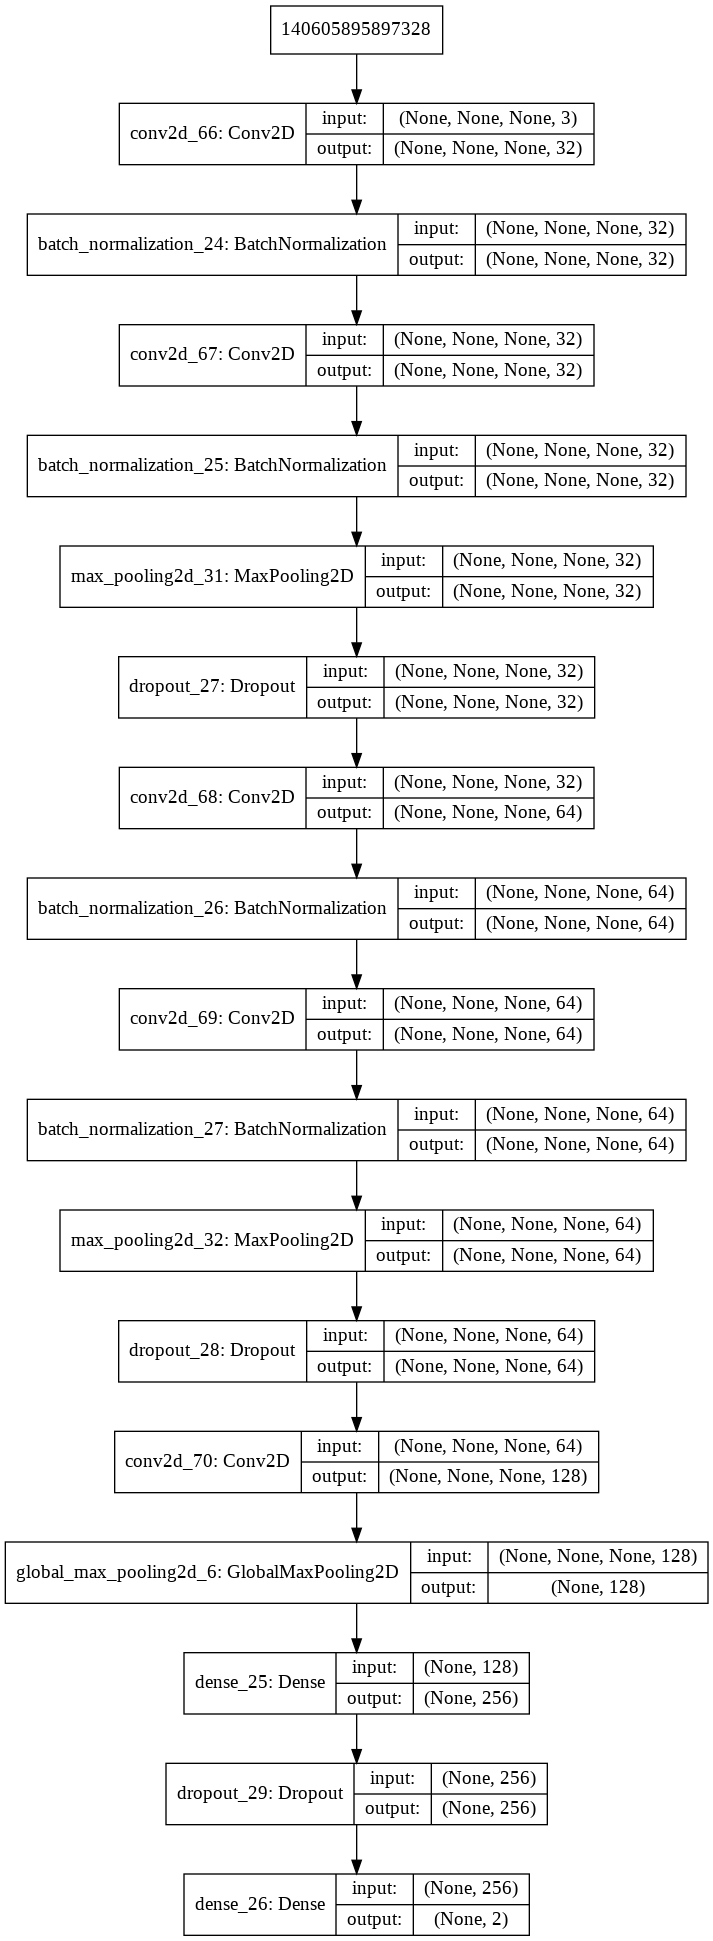 140605895897328
conv2d_66: Conv2D
input:
(None, None, None, 3)
output:
(None, None, None, 32)
batch_normalization_24: BatchNormalization
input:
(None, None, None, 32)
output:
(None, None, None, 32)
conv2d_67: Conv2D
input:
(None, None, None, 32)
output:
(None, None, None, 32)
batch_normalization_25: BatchNormalization
input:
(None, None, None, 32)
output:
(None, None, None, 32)
max_pooling2d_31: MaxPooling2D
input:
(None, None, None, 32)
output:
(None, None, None, 32)
dropout_27: Dropout
input:
(None, None, None, 32)
output:
(None, None, None, 32)
conv2d_68: Conv2D
input:
(None, None, None, 32)
output:
(None, None, None, 64)
batch_normalization_26: BatchNormalization
input:
(None, None, None, 64)
output:
(None, None, None, 64)
conv2d_69: Conv2D
input:
(None, None, None, 64)
output:
(None, None, None, 64)
batch_normalization_27: BatchNormalization
input:
(None, None, None, 64)
output:
(None, None, None, 64)
max_pooling2d_32: MaxPooling2D
input:
(None, None, None, 64)
output:
(None, None, None, 64)
dropout_28: Dropout
input:
(None, None, None, 64)
output:
(None, None, None, 64)
conv2d_70: Conv2D
input:
(None, None, None, 64)
output:
(None, None, None, 128)
global_max_pooling2d_6: GlobalMaxPooling2D
input:
(None, None, None, 128)
output:
(None, 128)
dense_25: Dense
input:
(None, 128)
output:
(None, 256)
dropout_29: Dropout
input:
(None, 256)
output:
(None, 256)
dense_26: Dense
input:
(None, 256)
output:
(None, 2)